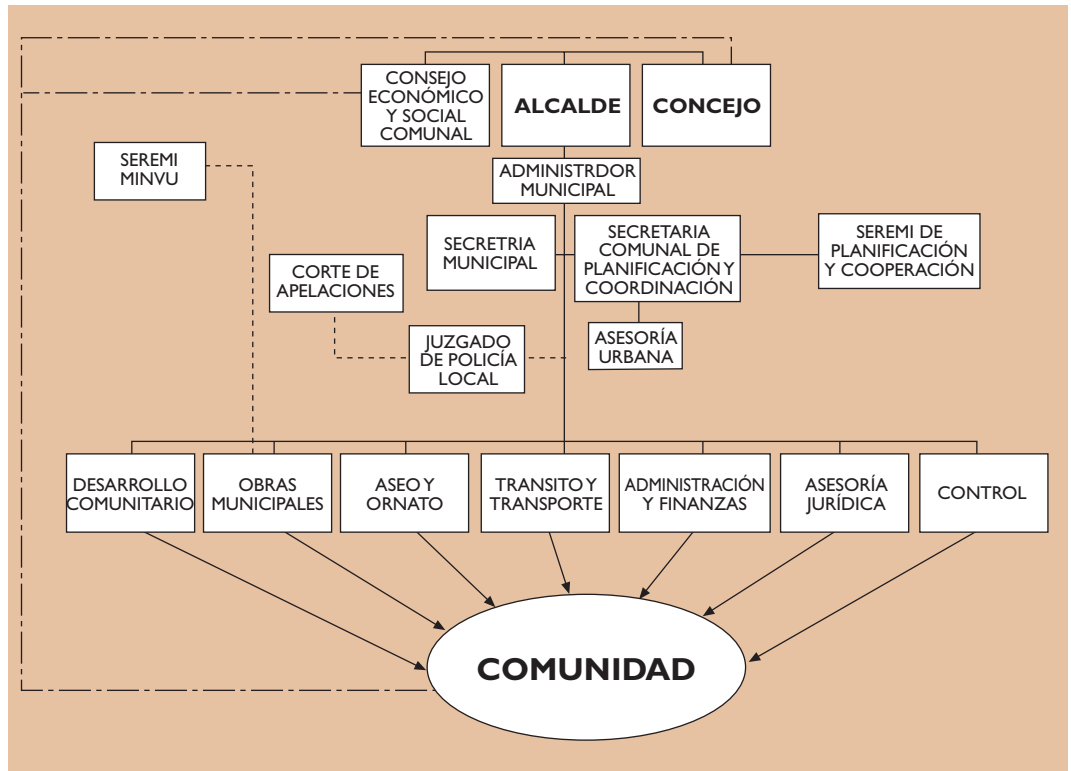 CONSEJO
ECONÓMICO
Y SOCIAL
COMUNAL
ALCALDE
CONCEJO
SEREMI
MINVU
ADMINISTRDOR
MUNICIPAL
SECRETRIA
MUNICIPAL
SECRETARIA
COMUNAL DE
PLANIFICACIÓN Y
COORDINACIÓN
SEREMI DE
PLANIFICACIÓN
Y COOPERACIÓN
CORTE DE
APELACIONES
JUZGADO
DE POLICÍA
LOCAL
ASESORÍA
URBANA
DESARROLLO
COMUNITARIO
OBRAS
MUNICIPALES
ASEO Y
ORNATO
TRANSITO Y
TRANSPORTE
ADMINISTRACIÓN
Y FINANZAS
ASESORÍA
JURÍDICA
CONTROL
COMUNIDAD